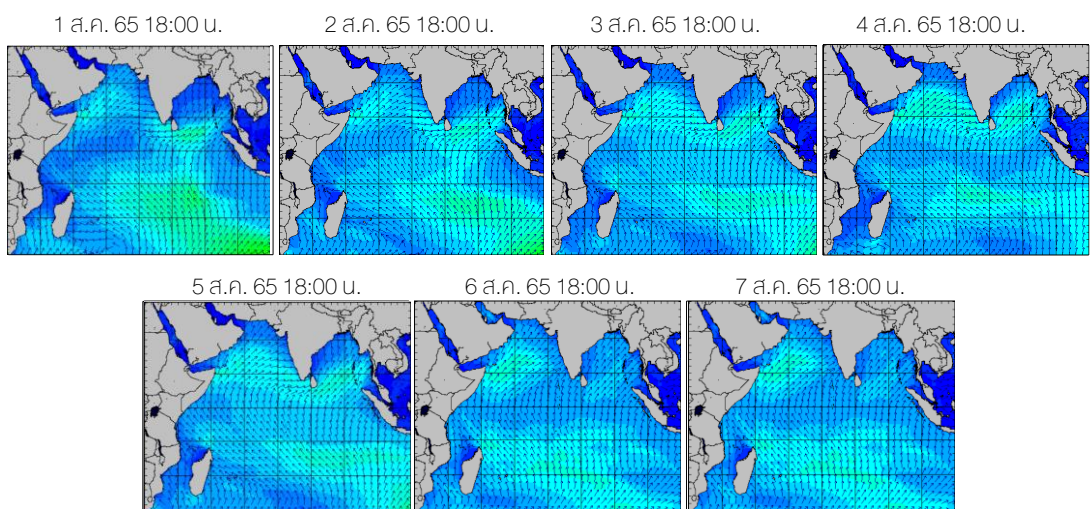 1 ส.ค. 65 18:00 น.
2 ส.ค. 65 18:00 น.
3 ส.ค. 65 18:00 น.
4 ส.ค. 65 18:00 น.
5 ส.ค. 65 18:00 น.
6 ส.ค. 65 18:00 น.
7 ส.ค. 65 18:00 น.